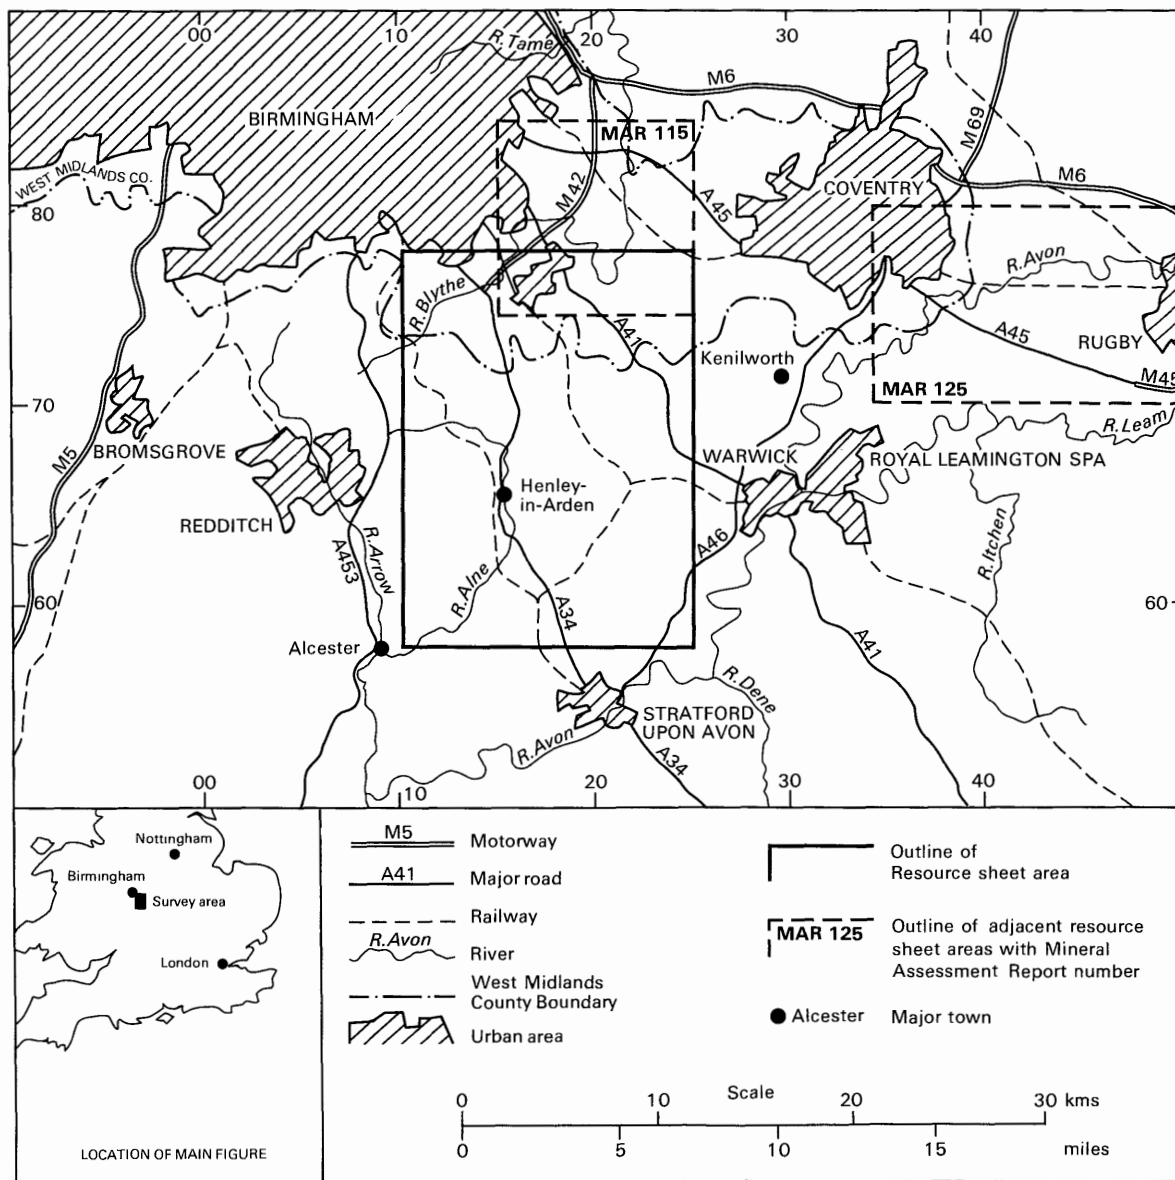 00
10
20
30
40
R. Tame
M6
BIRMINGHAM
MAR 115
M69
WEST MIDLANDS CO.
M42
A 45
COVENTRY
M6
80
R. Avon
R. Blythe
A41
Kenilworth
A45
RUGBY
M45
70
MAR 125
R. Leam
M5
BROMSGROVE
WARWICK
ROYAL LEAMINGTON SPA
Henley-
in-Arden
REDDITCH
A453
R. Arrow
A46
R. Itchen
R. Alne
A34
60
60
Alcester
A41
R. Dene
STRATFORD
UPON AVON
R. Avon
A34
00
10
20
30
40
Nottingham
Birmingham
Survey area
London
LOCATION OF MAIN FIGURE
M5
Motorway
A41
Major road
Railway
R. Avon
River
West Midlands
County Boundary
Urban area
Outline of
Resource sheet area
MAR 125
Outline of adjacent resource
sheet areas with Mineral
Assessment Report number
Alcester
Major town
Scale
0
10
20
30 kms
0
5
10
15
miles